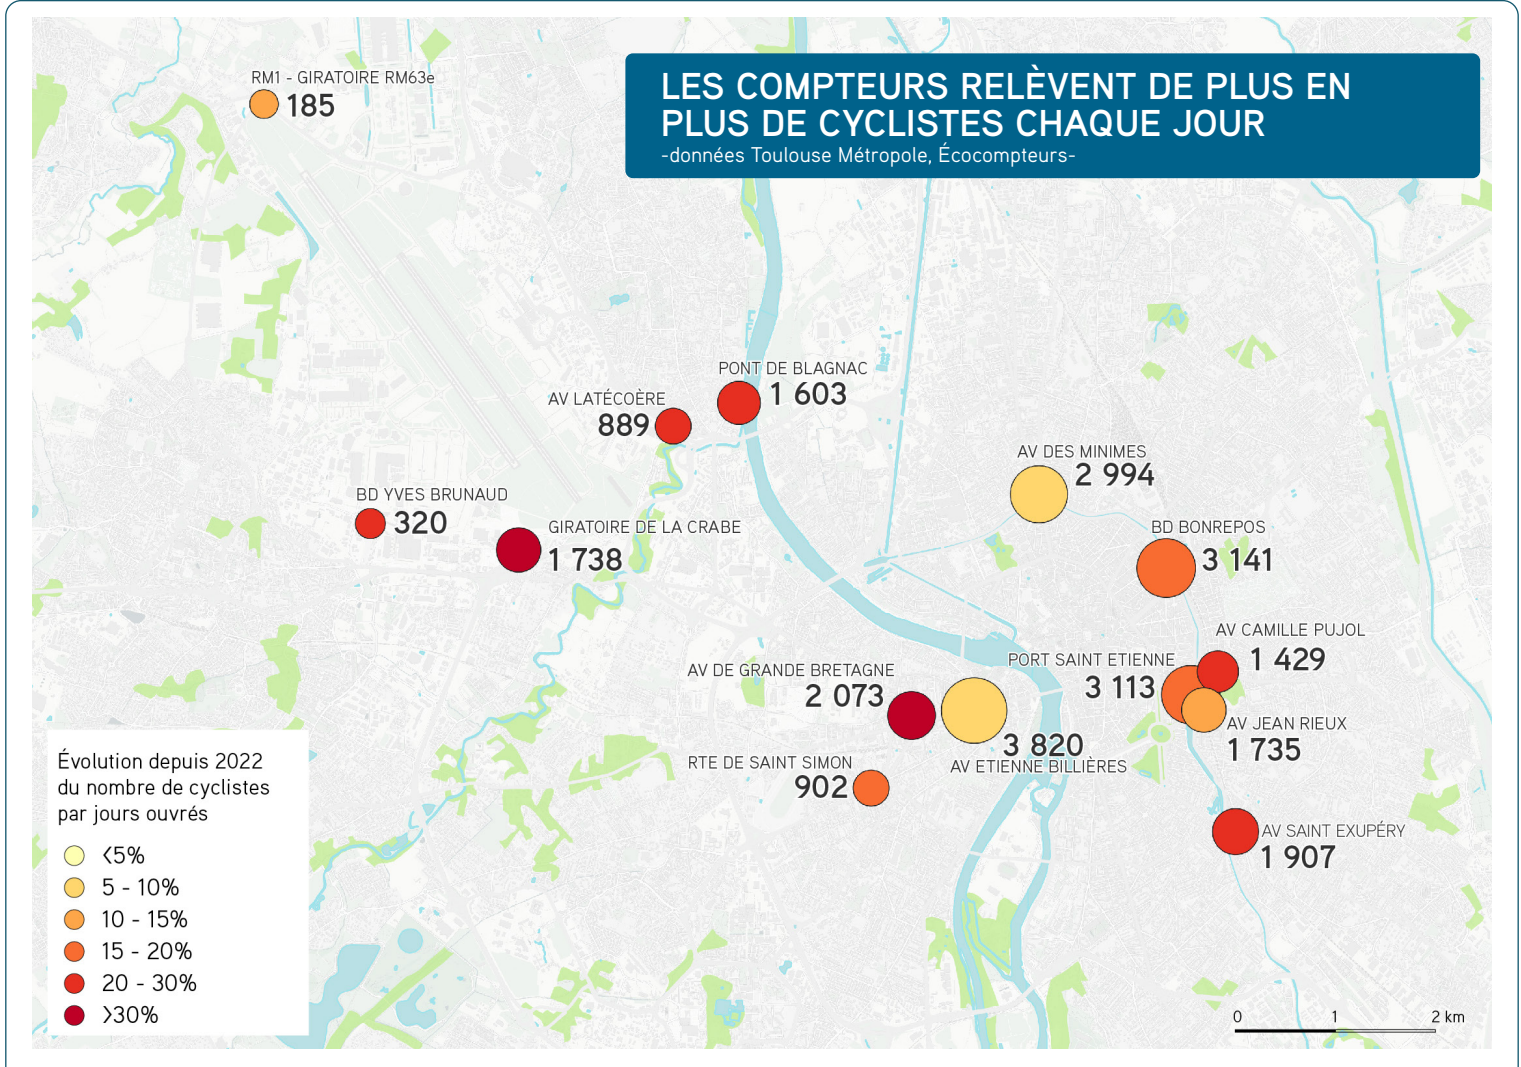 LES COMPTEURS RELÈVENT DE PLUS EN
PLUS DE CYCLISTES CHAQUE JOUR
-données Toulouse Métropole, Écocompteurs-
RM1 - GIRATOIRE RM63e
185
PONT DE BLAGNAC
1 603
AV LATÉCOÈRE
889
AV DES MINIMES
2 994
BD YVES BRUNAUD
320
GIRATOIRE DE LA CRABE
1 738
BD BONREPOS
3 141
AV CAMILLE PUJOL
1 429
PORT SAINT ETIENNE
3 113
AV DE GRANDE BRETAGNE
2 073
AV JEAN RIEUX
1 735
3 820
AV ETIENNE BILLIÈRES
RTE DE SAINT SIMON
902
AV SAINT EXUPÉRY
1 907
Évolution depuis 2022
du nombre de cyclistes
par jours ouvrés
<5%
5 - 10%
10 - 15%
15 - 20%
20 - 30%
>30%
0 1 2 km